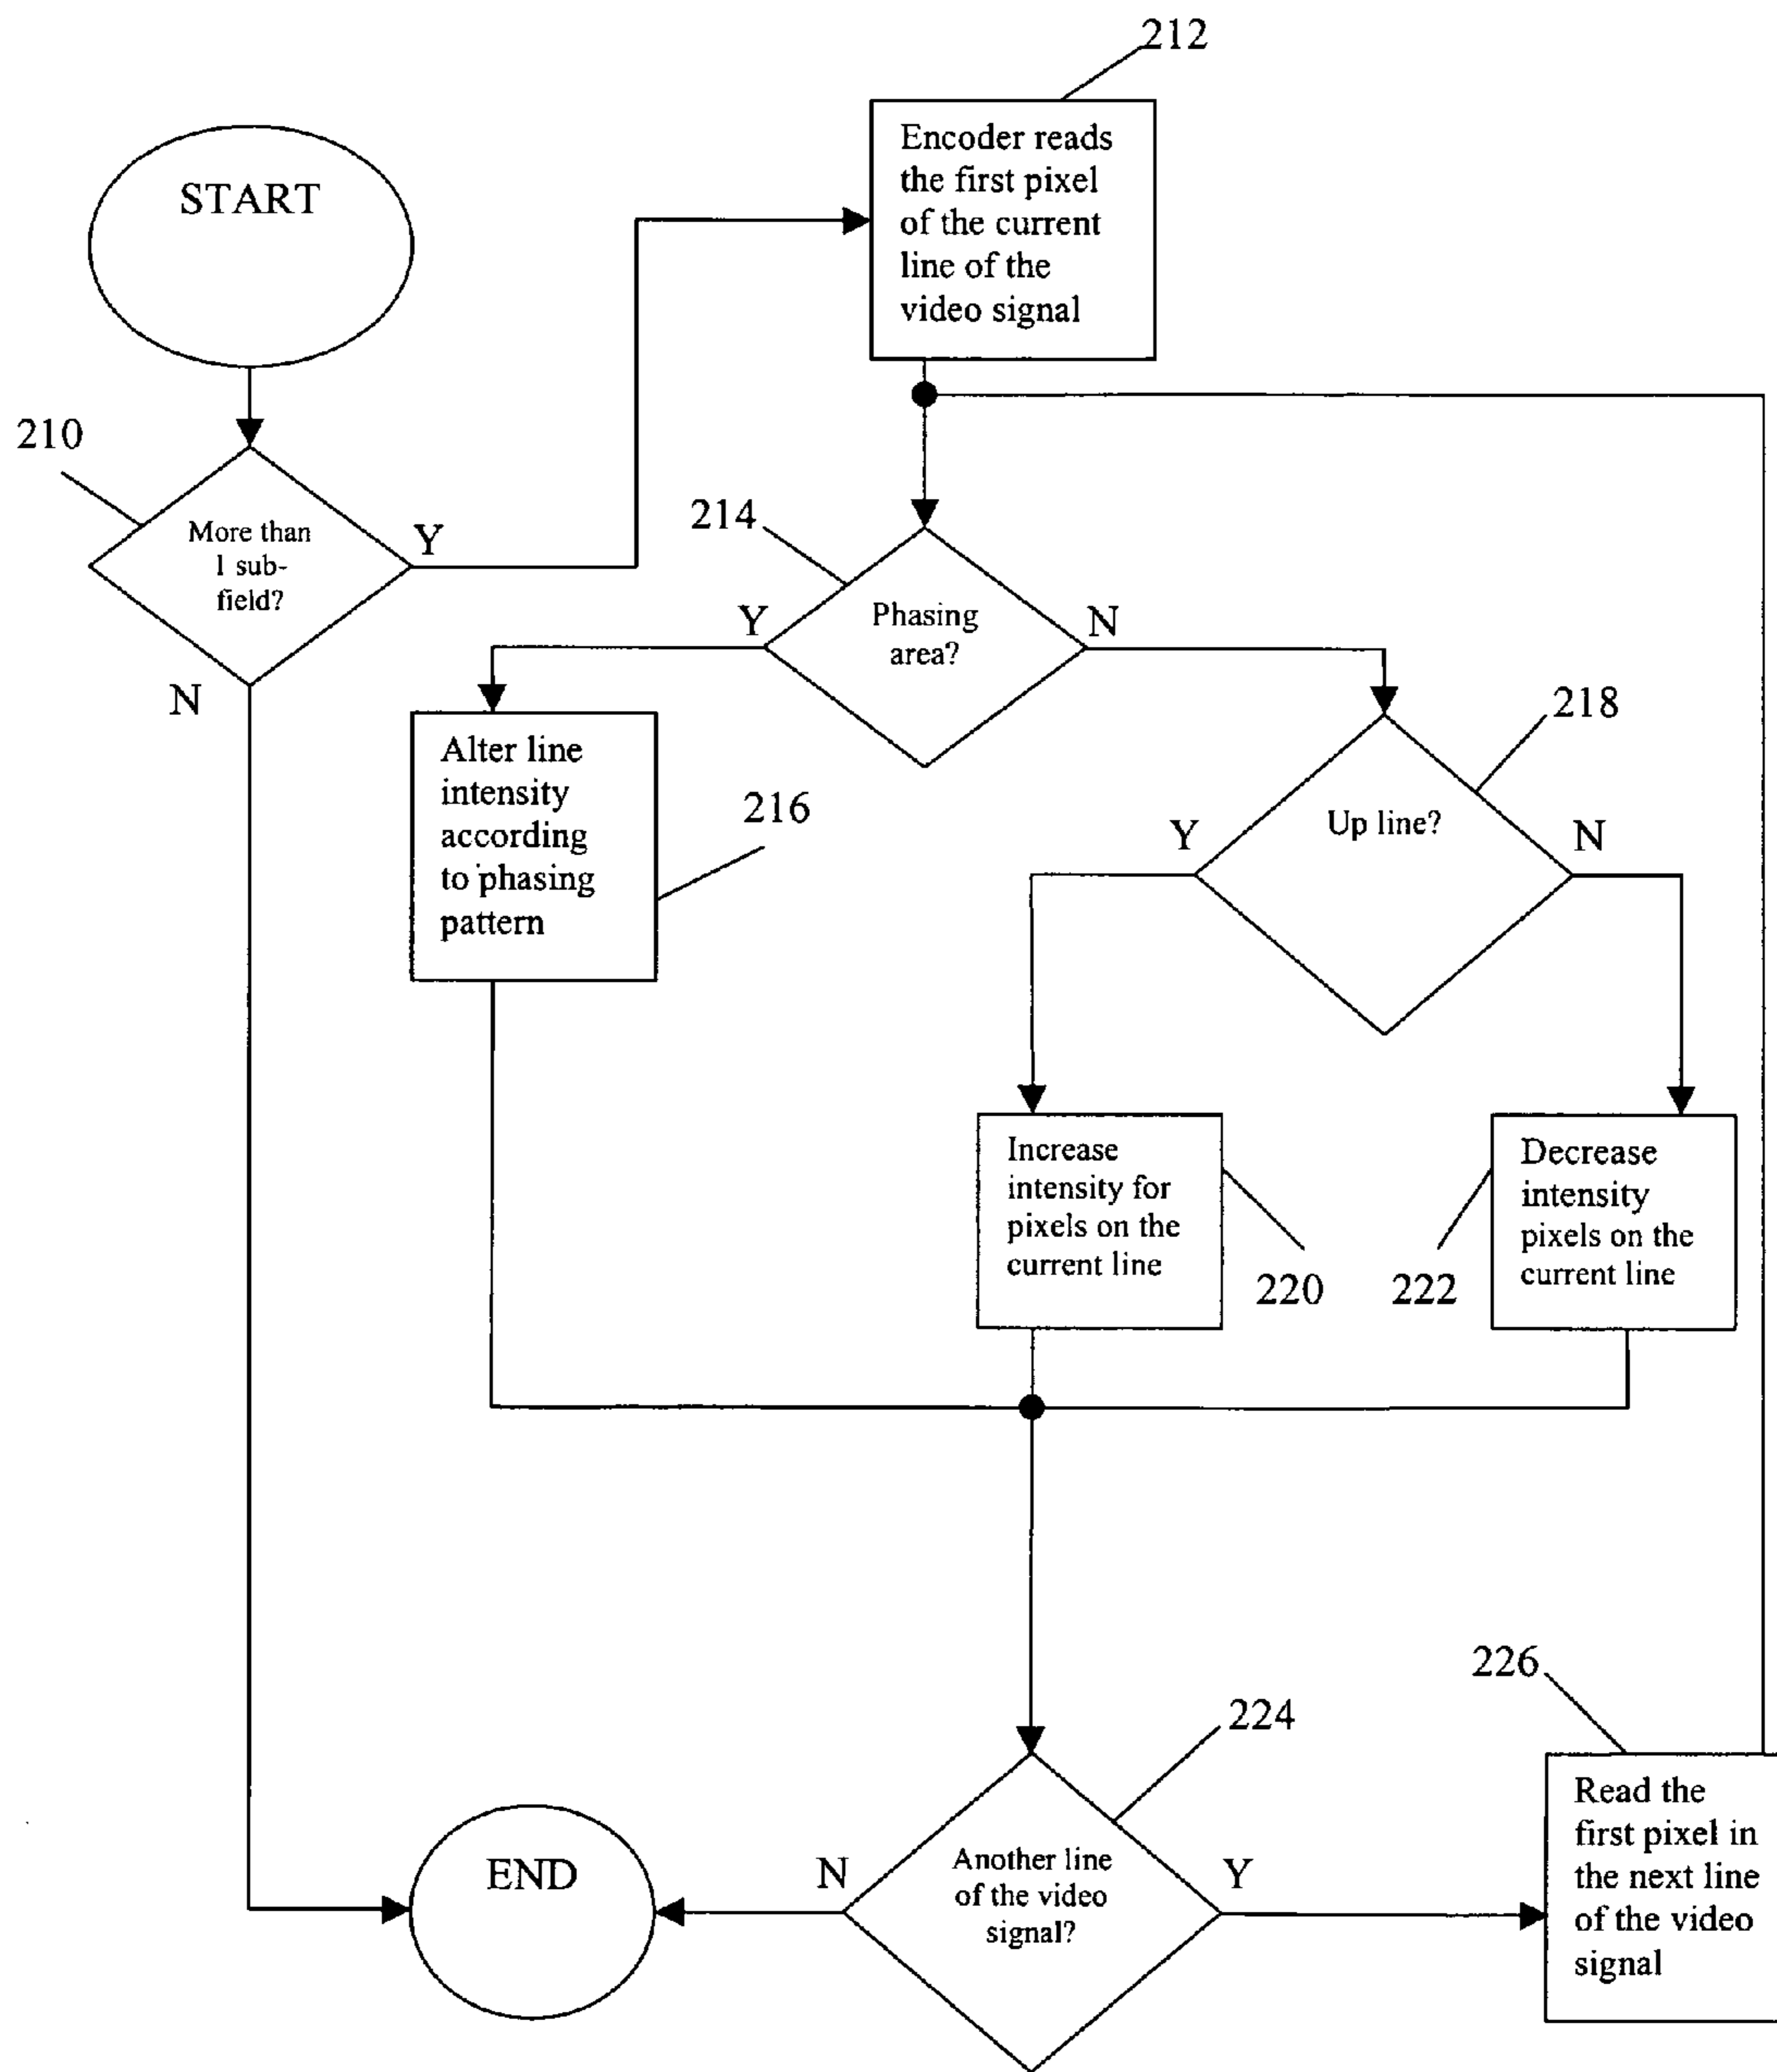 212
Encoder reads
the first pixel
of the current
line of the
video signal
START
210
More than
1 sub-
field?
Y
N
214
Phasing
area?
Y
N
Alter line
intensity
according
to phasing
pattern
216
218
Up line?
Y
N
Increase
intensity for
pixels on the
current line
220
Decrease
intensity
pixels on the
current line
222
224
Another line
of the video
signal?
N
Y
END
226
Read the
first pixel in
the next line
of the video
signal